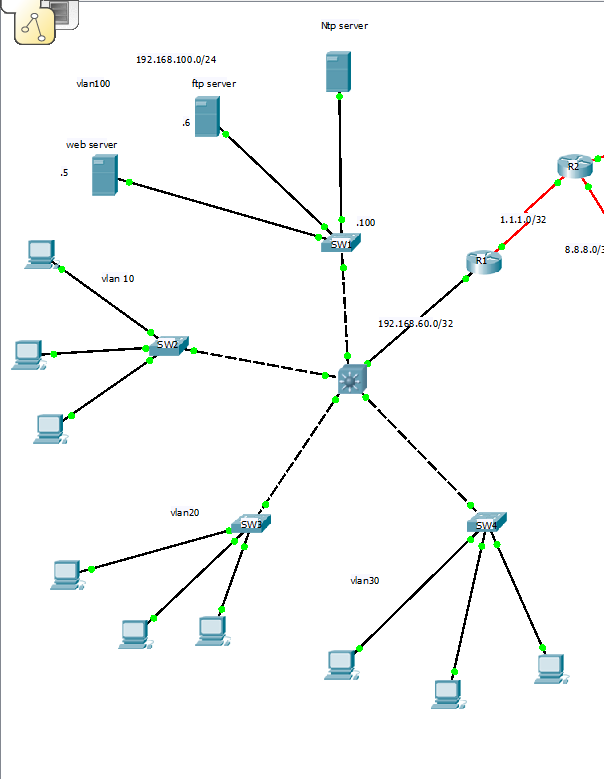 Ntp server
192.168.100.0/24
vlan100
ftp server
.6
web server
.5
R2
.100
1.1.1.0/32
SW1
8.8.8.0/3
R1
vlan 10
192.168.60.0/32
SW2
vlan20
SW3
SW4
vlan30